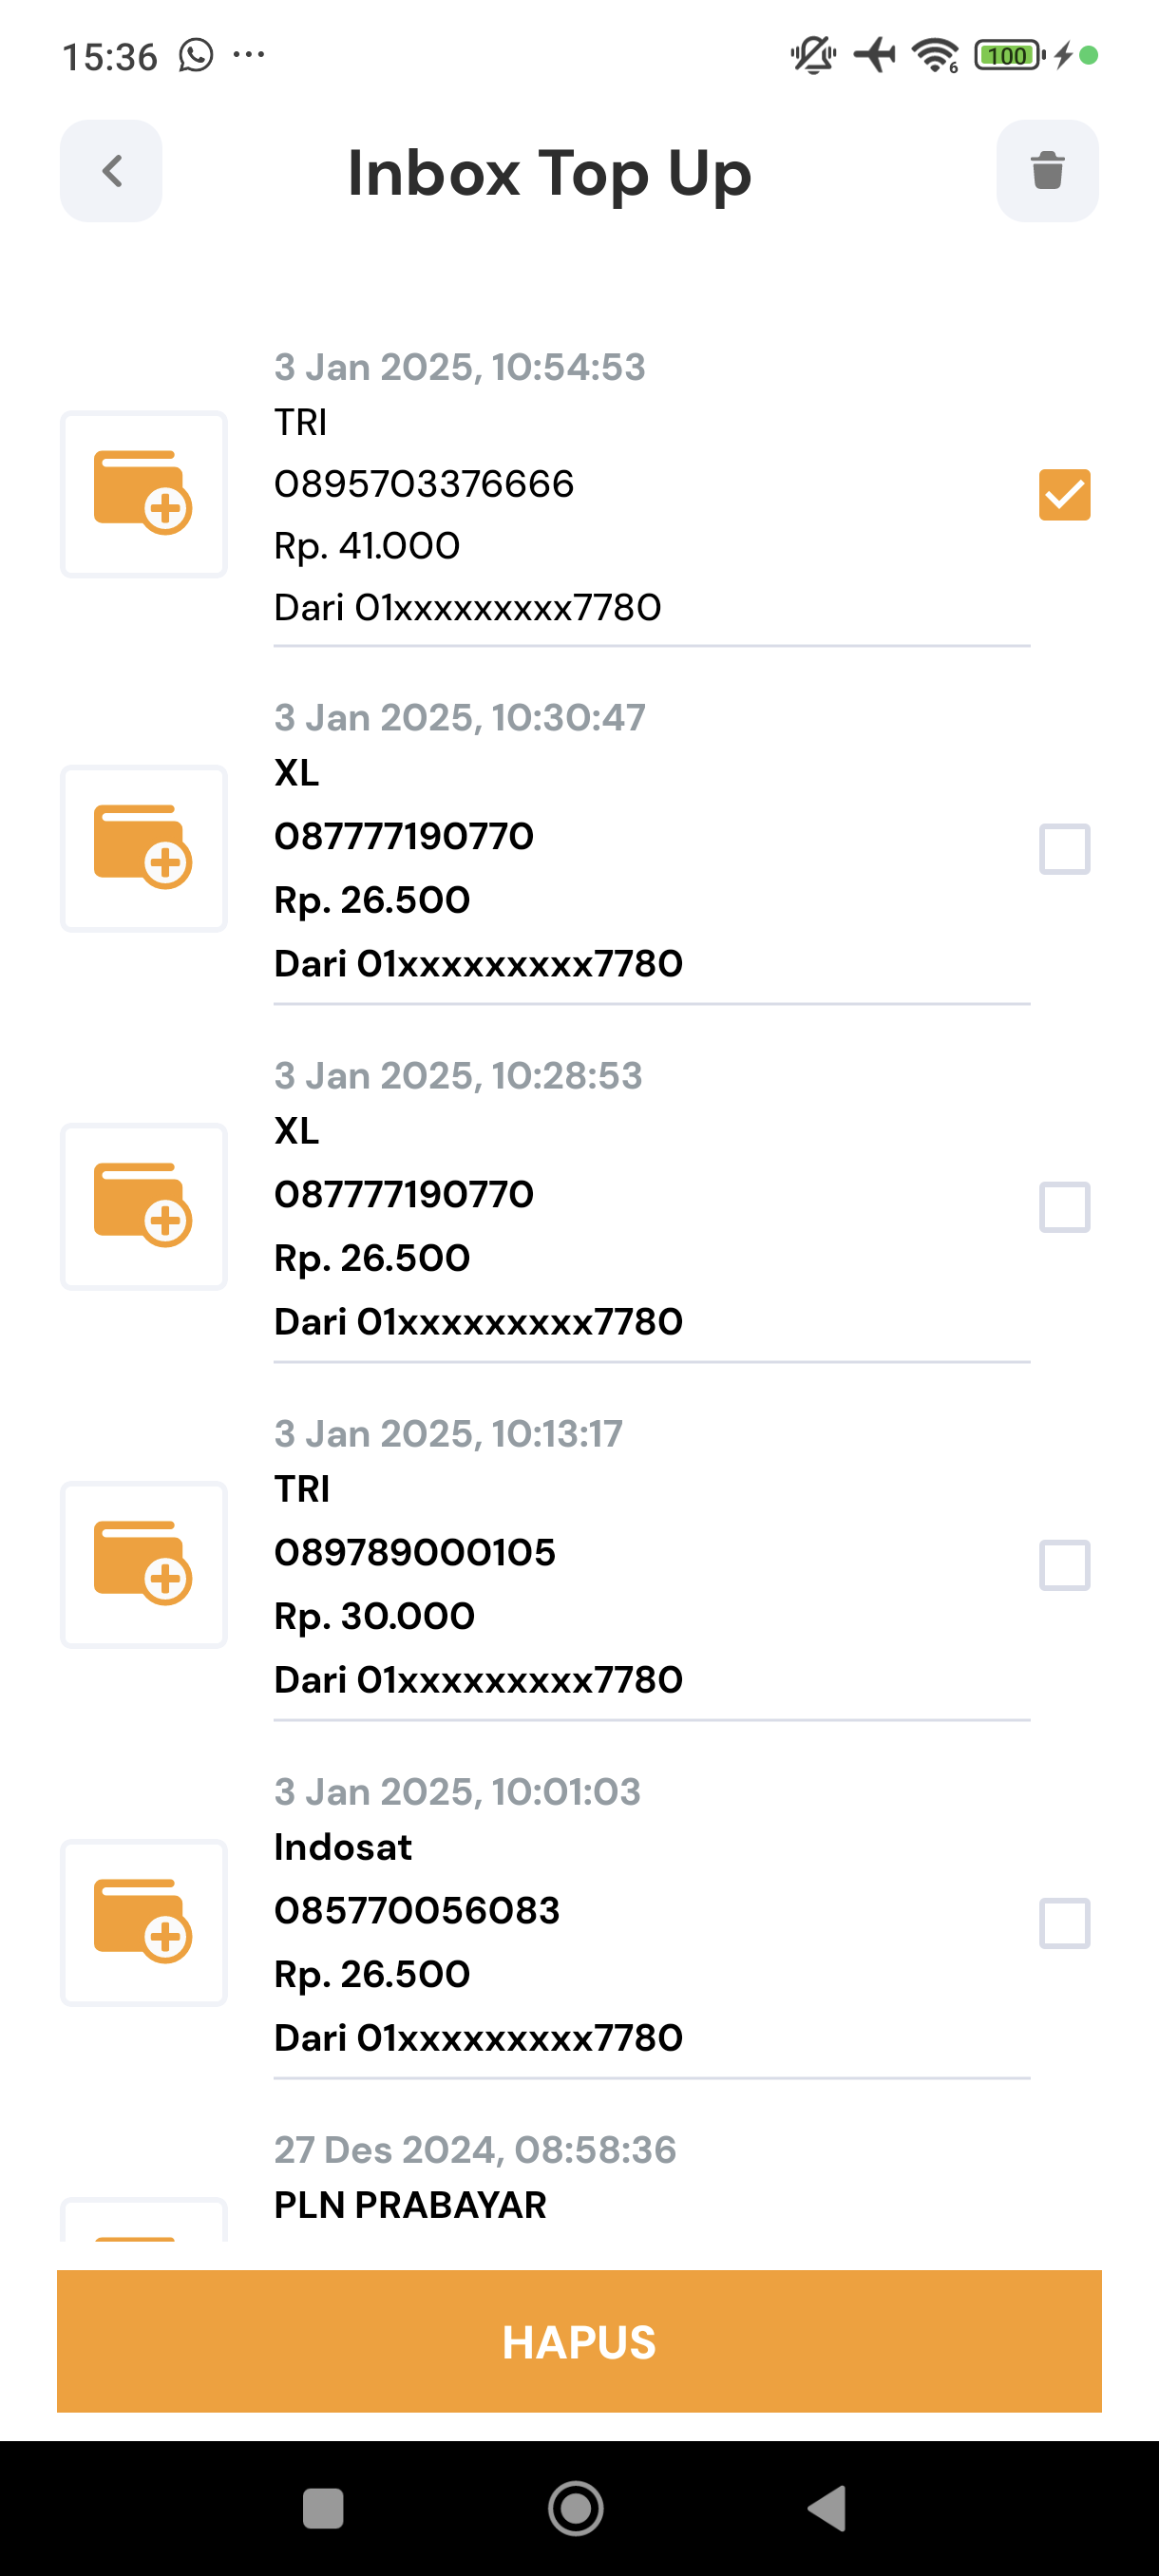 15:36
6
100
Inbox Top Up
3 Jan 2025, 10:54:53
TRI
0895703376666
Rp. 41.000
Dari 01xxxxxxxxx7780
3 Jan 2025, 10:30:47
XL
087777190770
Rp. 26.500
Dari 01xxxxxxxxx7780
3 Jan 2025, 10:28:53
XL
087777190770
Rp. 26.500
Dari 01xxxxxxxxx7780
3 Jan 2025, 10:13:17
TRI
089789000105
Rp. 30.000
Dari 01xxxxxxxxx7780
3 Jan 2025, 10:01:03
Indosat
085770056083
Rp. 26.500
Dari 01xxxxxxxxx7780
27 Des 2024, 08:58:36
PLN PRABAYAR
HAPUS